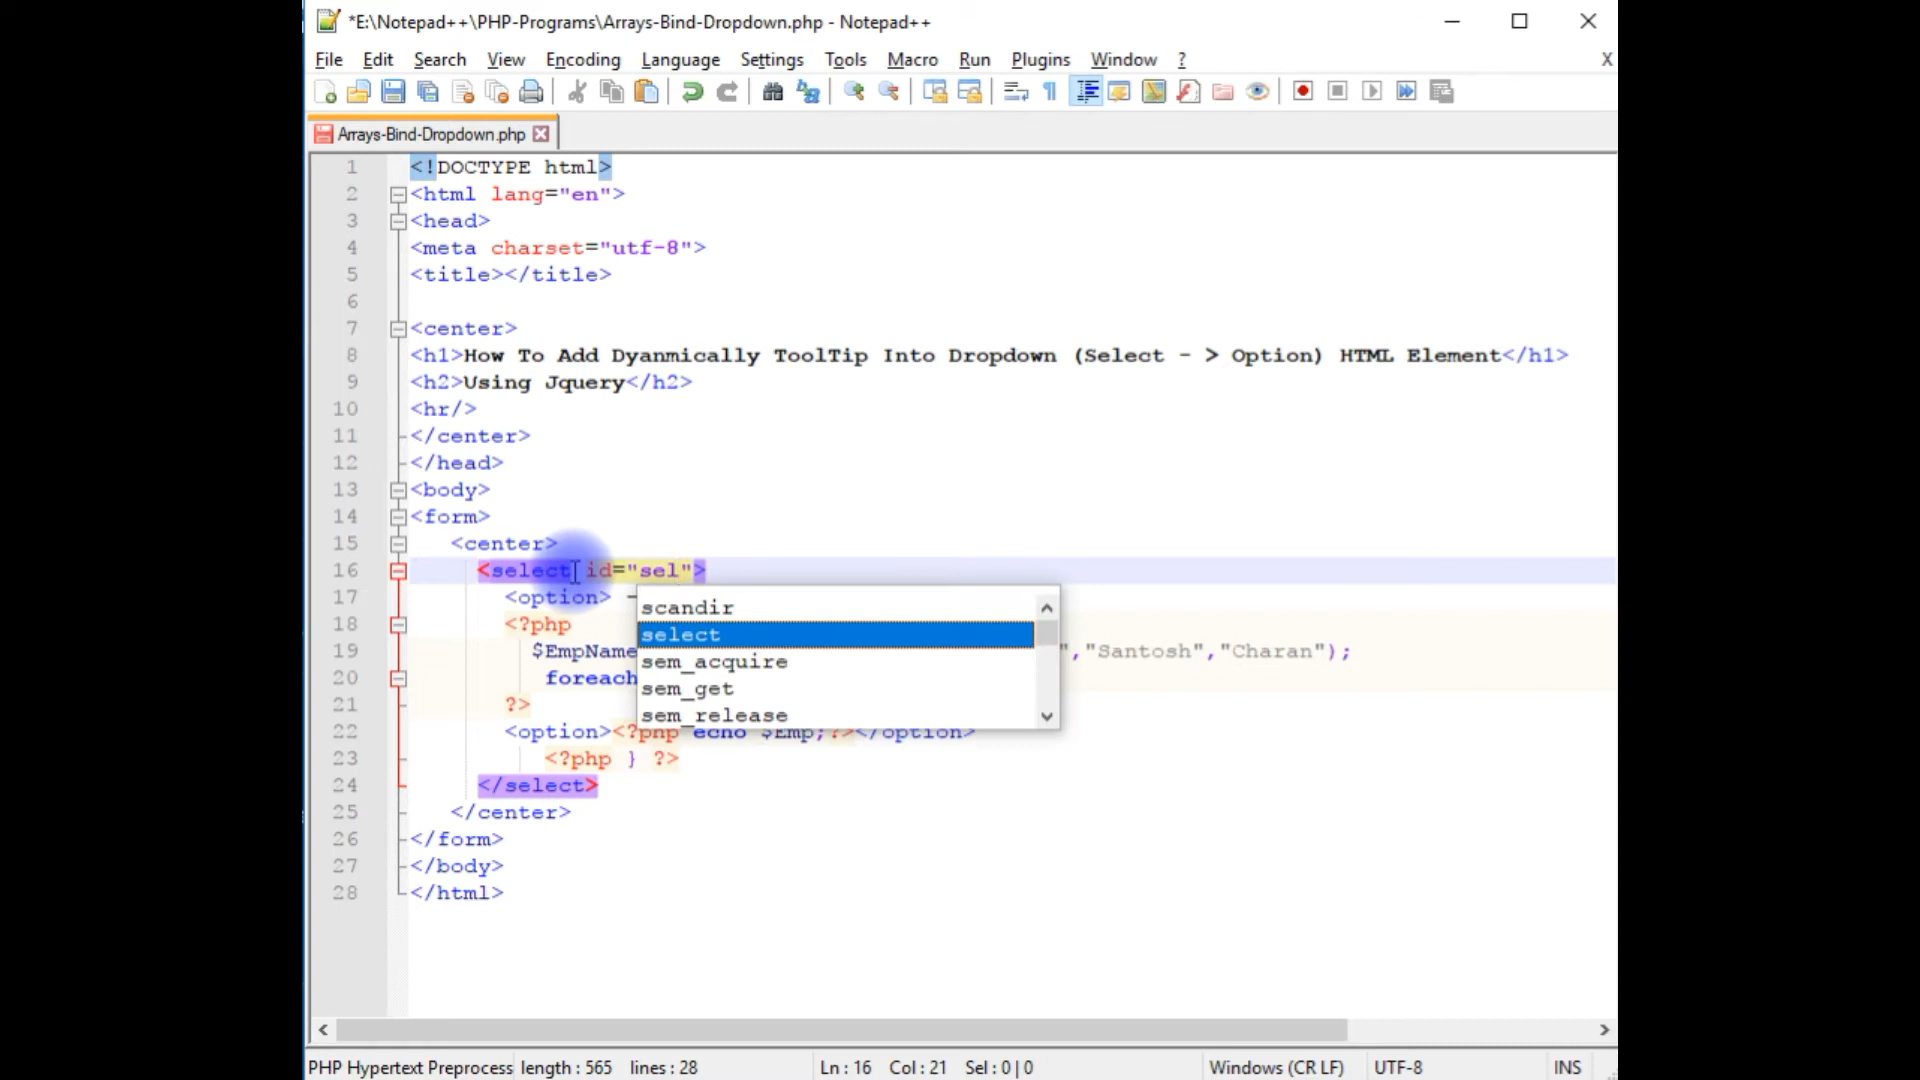 *E:\Notepad++\PHP-Programs\Arrays-Bind-Dropdown.php - Notepad++
File Edit Search View Encoding Language Settings Tools Macro Run Plugins Window ? X
Arrays-Bind-Dropdown.php
1 <!DOCTYPE html>
2 <html lang="en">
3 <head>
4 <meta charset="utf-8">
5 <title></title>
6
7 <center>
8 <h1>How To Add Dyanmically ToolTip Into Dropdown (Select - > Option) HTML Element</h1>
9 <h2>Using Jquery</h2>
10 <hr/>
11 </center>
12 </head>
13 <body>
14 <form>
15 <center>
16 <select id="sel">
17 <option>
scandir
18 <?php
select
19 $EmpName ","Santosh","Charan");
sem_acquire
20 foreach
sem_get
21 ?>
sem_release
22 <option><?php echo $Emp;?></option>
23 <?php } ?>
24 </select>
25 </center>
26 </form>
27 </body>
28 </html>
PHP Hypertext Preprocess length : 565 lines : 28 Ln : 16 Col : 21 Sel : 0 | 0 Windows (CR LF) UTF-8 INS